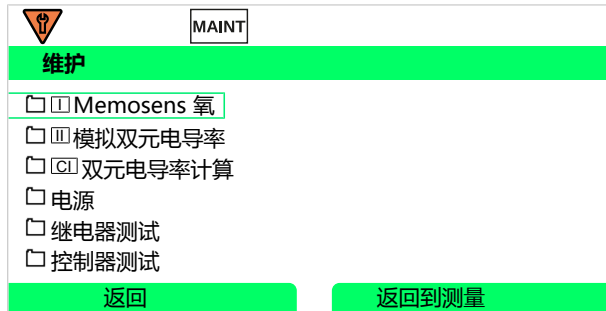 MAINT
维护
I Memosens 氧
II 模拟双元电导率
CI 双元电导率计算
电源
继电器测试
控制器测试
返回 返回到测量